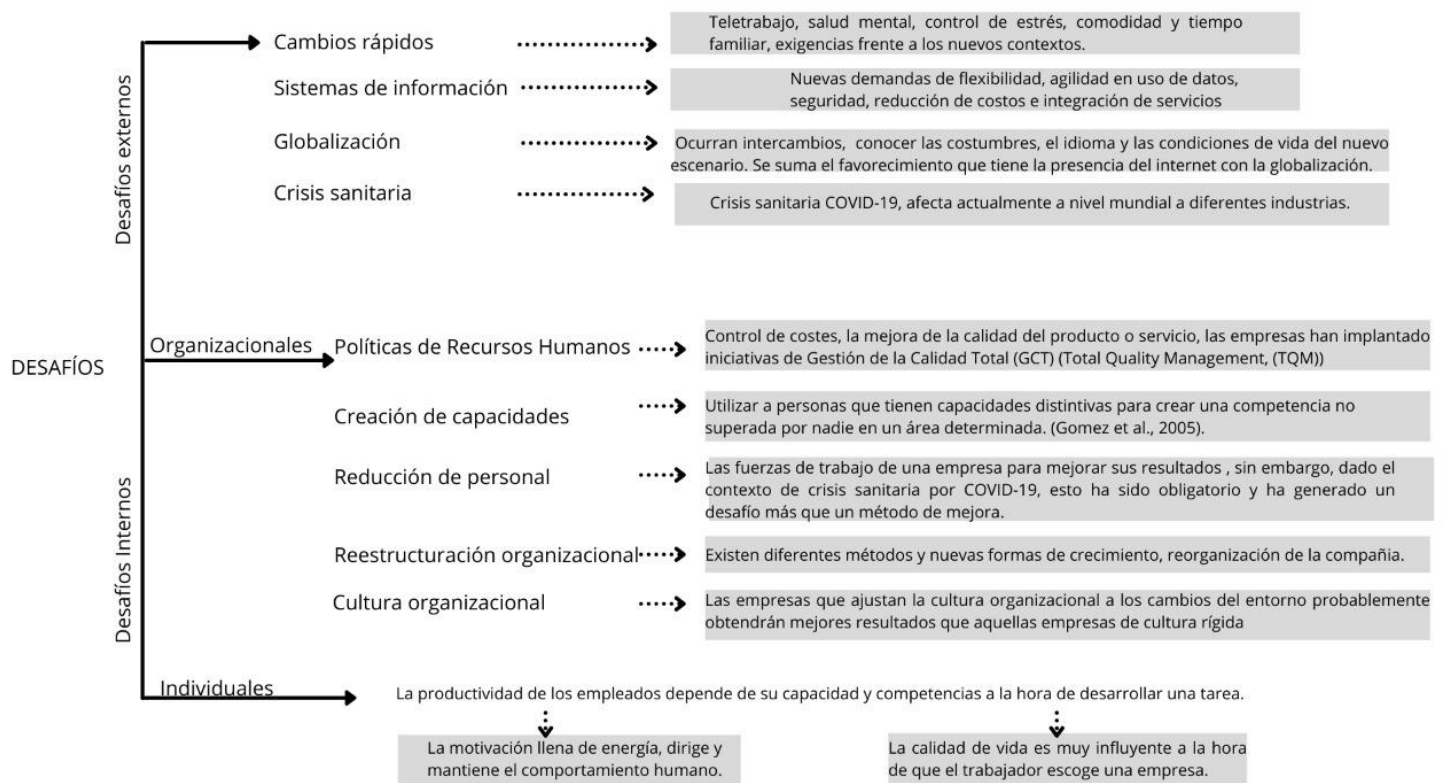 Desafíos externos
Cambios rápidos
Teletrabajo, salud mental, control de estrés, comodidad y tiempo
familiar, exigencias frente a los nuevos contextos.
Sistemas de información
Nuevas demandas de flexibilidad, agilidad en uso de datos,
seguridad, reducción de costos e integración de servicios
Globalización
Ocurran intercambios, conocer las costumbres, el idioma y las condiciones de vida del nuevo
escenario. Se suma el favorecimiento que tiene la presencia del internet con la globalización.
Crisis sanitaria
Crisis sanitaria COVID-19, afecta actualmente a nivel mundial a diferentes industrias.
DESAFÍOS
Desafíos Internos
Organizacionales
Políticas de Recursos Humanos
Control de costes, la mejora de la calidad del producto o servicio, las empresas han implantado
iniciativas de Gestión de la Calidad Total (GCT) (Total Quality Management, (TQM))
Creación de capacidades
Utilizar a personas que tienen capacidades distintivas para crear una competencia no
superada por nadie en un área determinada. (Gomez et al., 2005).
Reducción de personal
Las fuerzas de trabajo de una empresa para mejorar sus resultados , sin embargo, dado el
contexto de crisis sanitaria por COVID-19, esto ha sido obligatorio y ha generado un
desafío más que un método de mejora.
Reestructuración organizacional
Existen diferentes métodos y nuevas formas de crecimiento, reorganización de la compañia.
Cultura organizacional
Las empresas que ajustan la cultura organizacional a los cambios del entorno probablemente
obtendrán mejores resultados que aquellas empresas de cultura rígida
Individuales
La productividad de los empleados depende de su capacidad y competencias a la hora de desarrollar una tarea.
La motivación llena de energía, dirige y
mantiene el comportamiento humano.
La calidad de vida es muy influyente a la hora
de que el trabajador escoge una empresa.